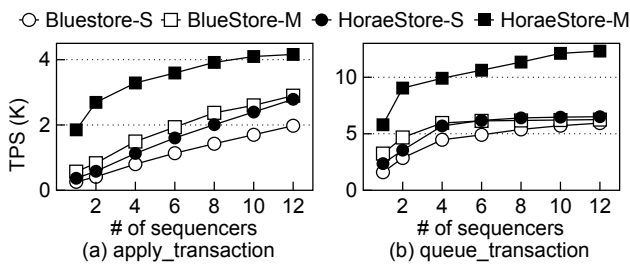 Bluestore-S BlueStore-M HoraeStore-S HoraeStore-M
TPS (K)
4
2
0
2 4 6 8 10 12
# of sequencers
(a) apply_transaction
10
5
0
2 4 6 8 10 12
# of sequencers
(b) queue_transaction